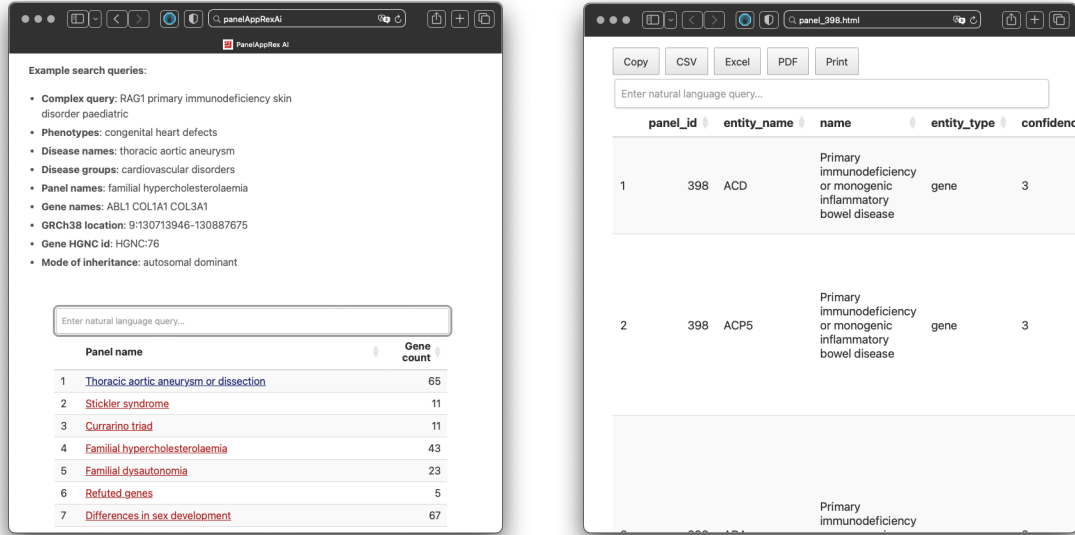 panelAppRexAi
PanelAppRex AI
Example search queries:
• Complex query: RAG1 primary immunodeficiency skin
disorder paediatric
• Phenotypes: congenital heart defects
• Disease names: thoracic aortic aneurysm
• Disease groups: cardiovascular disorders
• Panel names: familial hypercholesterolaemia
• Gene names: ABL1 COL1A1 COL3A1
• GRCh38 location: 9:130713946-130887675
• Gene HGNC id: HGNC:76
• Mode of inheritance: autosomal dominant
Enter natural language query...
Panel name Gene
count
1 Thoracic aortic aneurysm or dissection 65
2 Stickler syndrome 11
3 Currarino triad 11
4 Familial hypercholesterolaemia 43
5 Familial dysautonomia 23
6 Refuted genes 5
7 Differences in sex development 67
panel_398.html
Copy CSV Excel PDF Print
Enter natural language query...
panel_id entity_name name entity_type confidenc
Primary
immunodeficiency
1 398 ACD or monogenic gene 3
inflammatory
bowel disease
Primary
immunodeficiency
2 398 ACP5 or monogenic gene 3
inflammatory
bowel disease
Primary
immunodeficiency